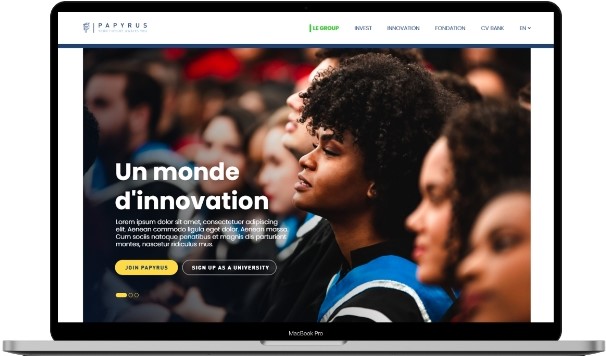 PAPYRUS
LE GROUP
INVEST
INNOVATION
FONDATION
CV BANK
EN
Un monde
d'innovation
Lorem ipsum dolor sit amet, consectetuer adipiscing
elit. Aenean commodo ligula eget dolor. Aenean massa.
Cum sociis natoque penatibus et magnis dis parturient
montes, nascetur ridiculus mus.
JOIN PAPYRUS
SIGN UP AS A UNIVERSITY
MacBook Pro